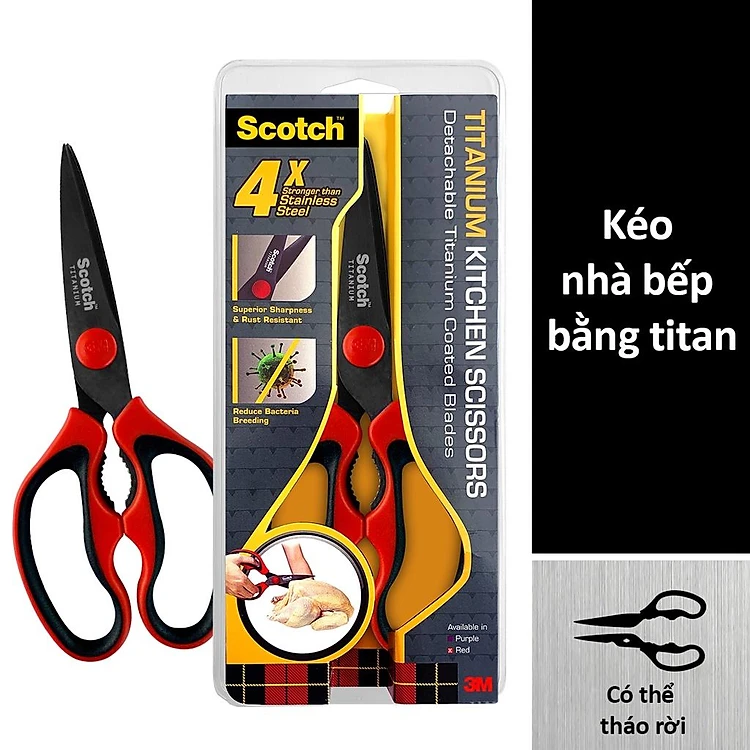 Scotch™
4X
Stronger than
Stainless
Steel
Superior Sharpness
& Rust Resistant
Reduce Bacteria
Breeding
TITANIUM KITCHEN SCISSORS
Detachable Titanium Coated Blades
Scotch
TITANIUM
Scotch
TITANIUM
Scotch
Scotch
Available in
Purple
Red
3M
Kéo
nhà bếp
bằng titan
Có thể
tháo rời